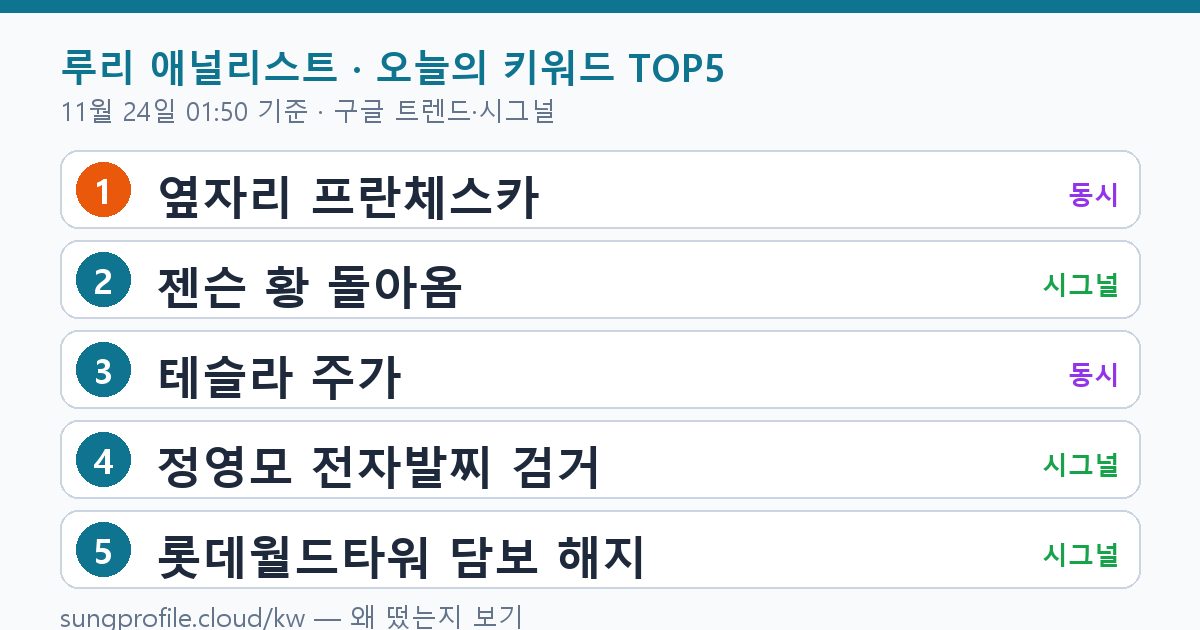 루리 애널리스트 · 오늘의 키워드 TOP5
11월 24일 01:50 기준 · 구글 트렌드·시그널
1 옆자리 프란체스카 동시
2 젠슨 황 돌아옴 시그널
3 테슬라 주가 동시
4 정영모 전자발찌 검거 시그널
5 롯데월드타워 담보 해지 시그널
sungprofile.cloud/kw — 왜 떴는지 보기